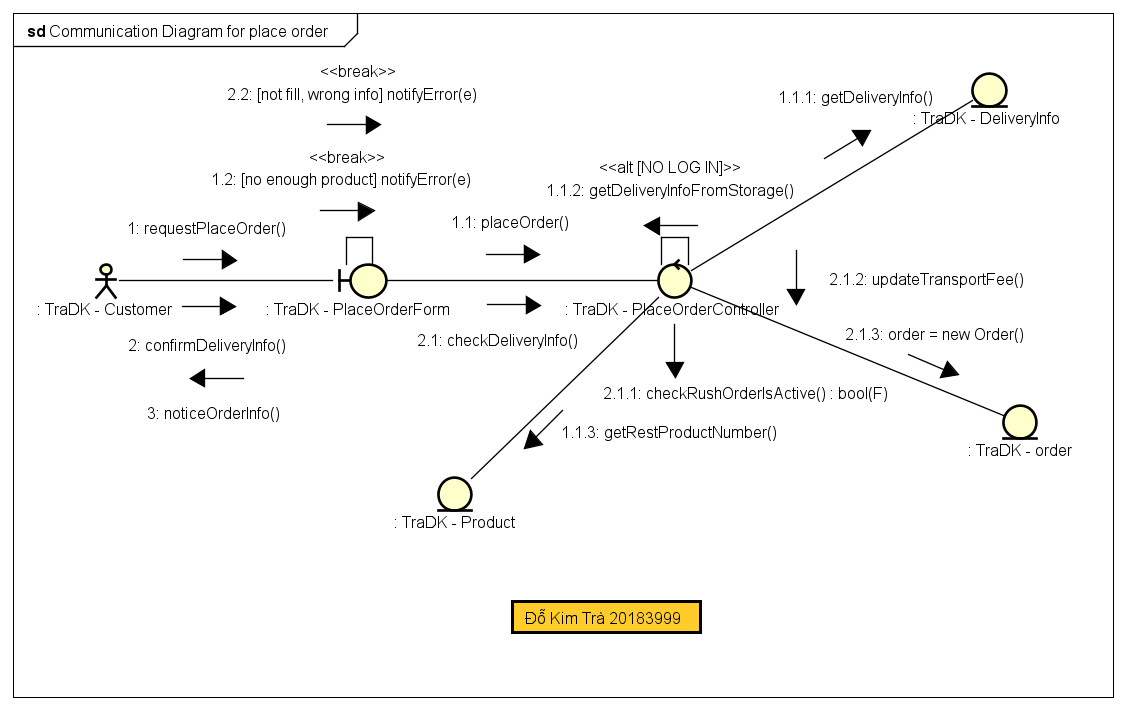 sd Communication Diagram for place order
<<break>>
2.2: [not fill, wrong info] notifyError(e)
1.1.1: getDeliveryInfo()
: TraDK - DeliveryInfo
<<break>>
1.2: [no enough product] notifyError(e)
<<alt [NO LOG IN]>>
1.1.2: getDeliveryInfoFromStorage()
1: requestPlaceOrder()
1.1: placeOrder()
2.1.2: updateTransportFee()
: TraDK - Customer
: TraDK - PlaceOrderForm
: TraDK - PlaceOrderController
2: confirmDeliveryInfo()
2.1: checkDeliveryInfo()
2.1.3: order = new Order()
3: noticeOrderInfo()
2.1.1: checkRushOrderIsActive() : bool(F)
1.1.3: getRestProductNumber()
: TraDK - order
: TraDK - Product
Đỗ Kim Trà 20183999